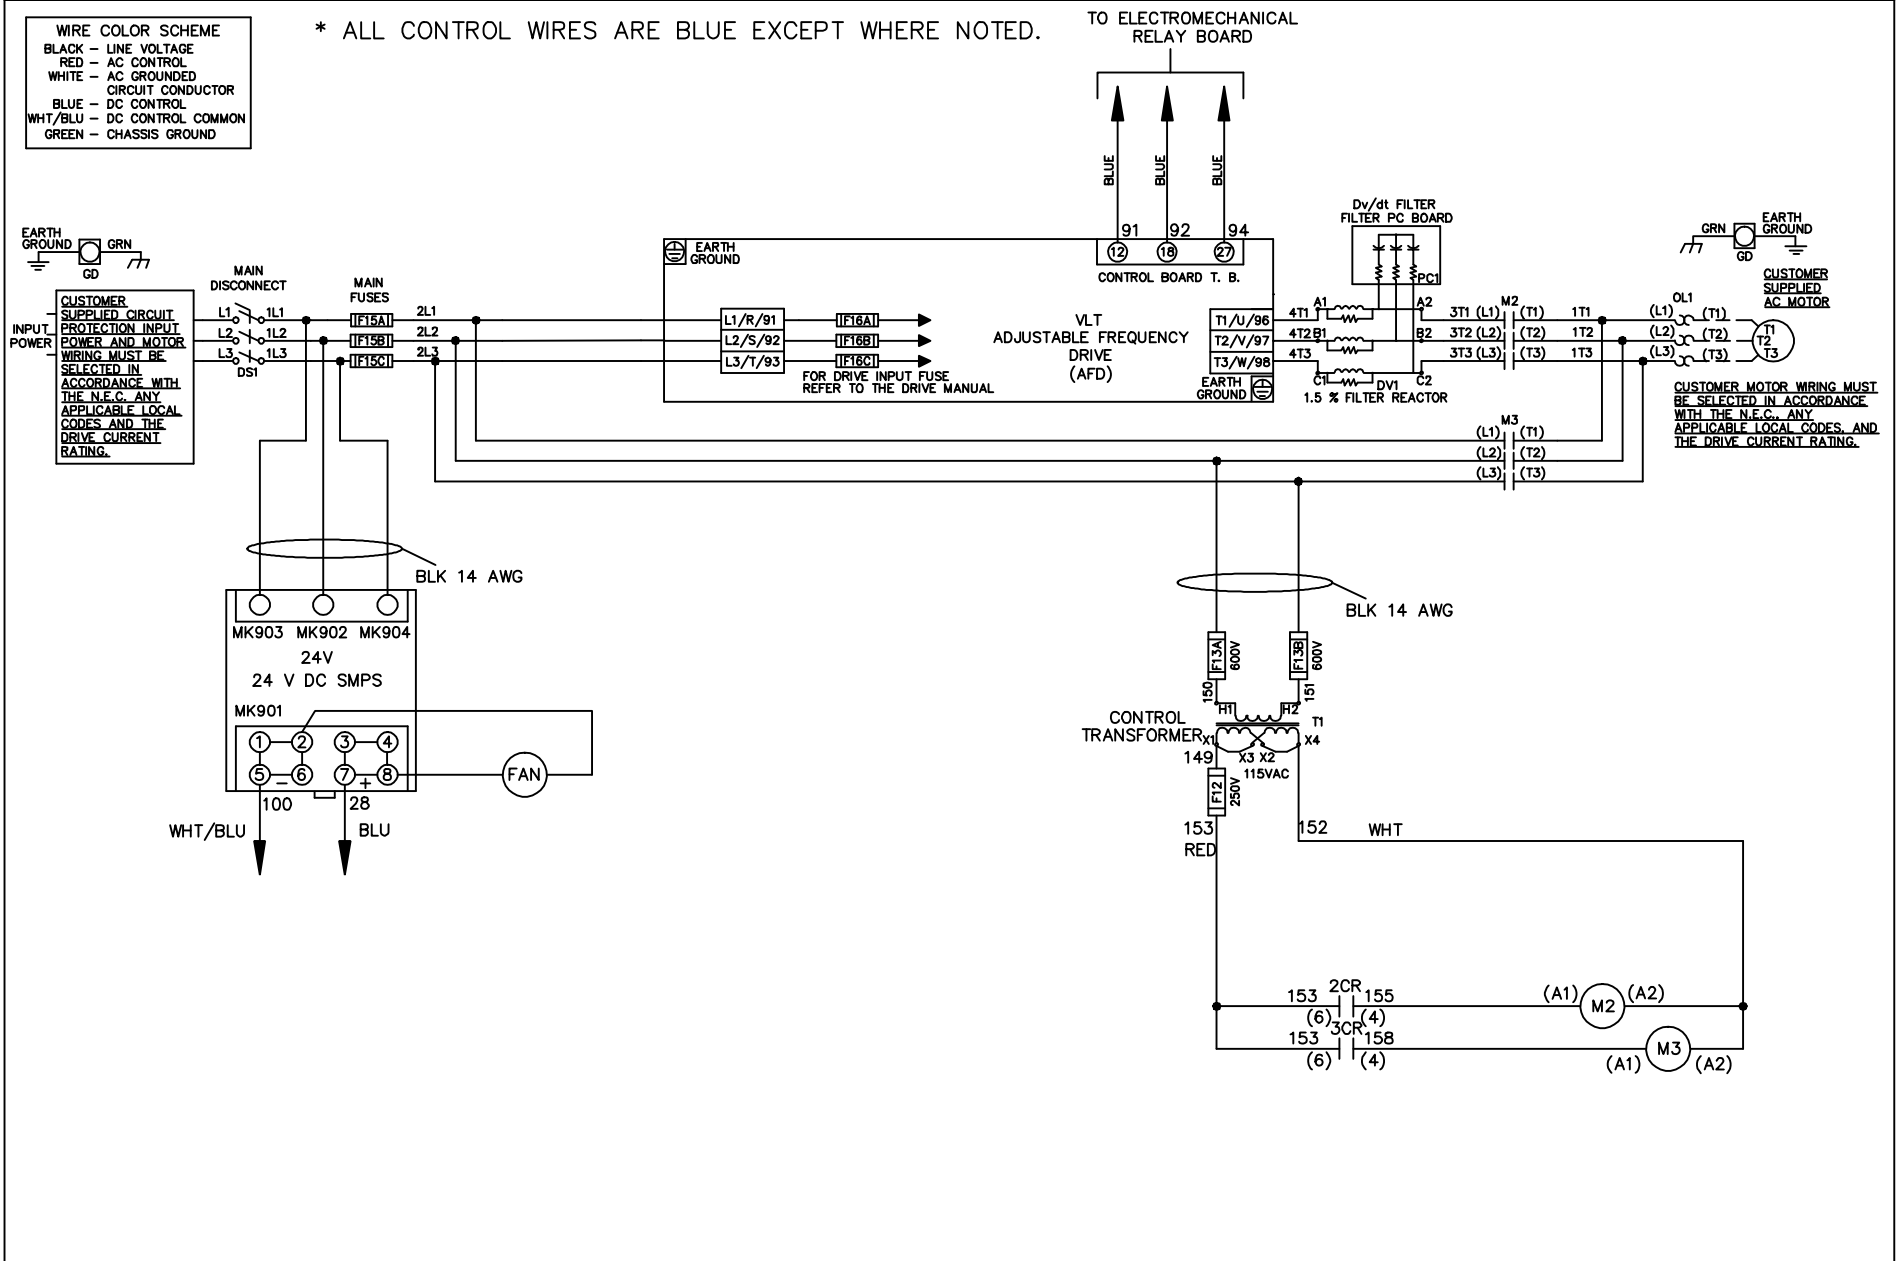 WIRE COLOR SCHEME
BLACK – LINE VOLTAGE
RED – AC CONTROL
WHITE – AC GROUNDED
CIRCUIT CONDUCTOR
BLUE – DC CONTROL
WHT/BLU – DC CONTROL COMMON
GREEN – CHASSIS GROUND
* ALL CONTROL WIRES ARE BLUE EXCEPT WHERE NOTED.
TO ELECTROMECHANICAL
RELAY BOARD
BLUE
BLUE
BLUE
91 92 94
12 18 27
CONTROL BOARD T. B.
EARTH
GROUND
GRN
GD
CUSTOMER
SUPPLIED CIRCUIT
PROTECTION INPUT
POWER AND MOTOR
WIRING MUST BE
SELECTED IN
ACCORDANCE WITH
THE N.E.C. ANY
APPLICABLE LOCAL
CODES AND THE
DRIVE CURRENT
RATING.
INPUT
POWER
MAIN
DISCONNECT
L1 1L1
L2 1L2
L3 1L3
DS1
MAIN
FUSES
F15A
F15B
F15C
2L1
2L2
2L3
EARTH
GROUND
L1/R/91
L2/S/92
L3/T/93
F16A
F16B
F16C
FOR DRIVE INPUT FUSE
REFER TO THE DRIVE MANUAL
VLT
ADJUSTABLE FREQUENCY
DRIVE
(AFD)
T1/U/96
T2/V/97
T3/W/98
EARTH
GROUND
4T1
4T2
4T3
A1 A2
B1 B2
C1 C2
DV1
1.5 % FILTER REACTOR
Dv/dt FILTER
FILTER PC BOARD
PC1
M2
3T1 (L1) (T1) 1T1
3T2 (L2) (T2) 1T2
3T3 (L3) (T3) 1T3
M3
(L1) (T1)
(L2) (T2)
(L3) (T3)
OL1
(L1) (T1)
(L2) (T2)
(L3) (T3)
T1
T2
T3
GRN
GD
EARTH
GROUND
CUSTOMER
SUPPLIED
AC MOTOR
CUSTOMER MOTOR WIRING MUST
BE SELECTED IN ACCORDANCE
WITH THE N.E.C., ANY
APPLICABLE LOCAL CODES, AND
THE DRIVE CURRENT RATING.
BLK 14 AWG
MK903 MK902 MK904
24V
24 V DC SMPS
MK901
1 2 3 4
5 – 6 7 + 8
FAN
100 28
WHT/BLU BLU
BLK 14 AWG
F13A 600V
F13B 600V
150 151
H1 H2
T1
CONTROL
TRANSFORMER
X1 X3 X2 X4
149
115VAC
F12 250V
153
RED
152 WHT
2CR
153 155
(6) (4)
(A1) M2 (A2)
3CR
153 158
(6) (4)
(A1) M3 (A2)